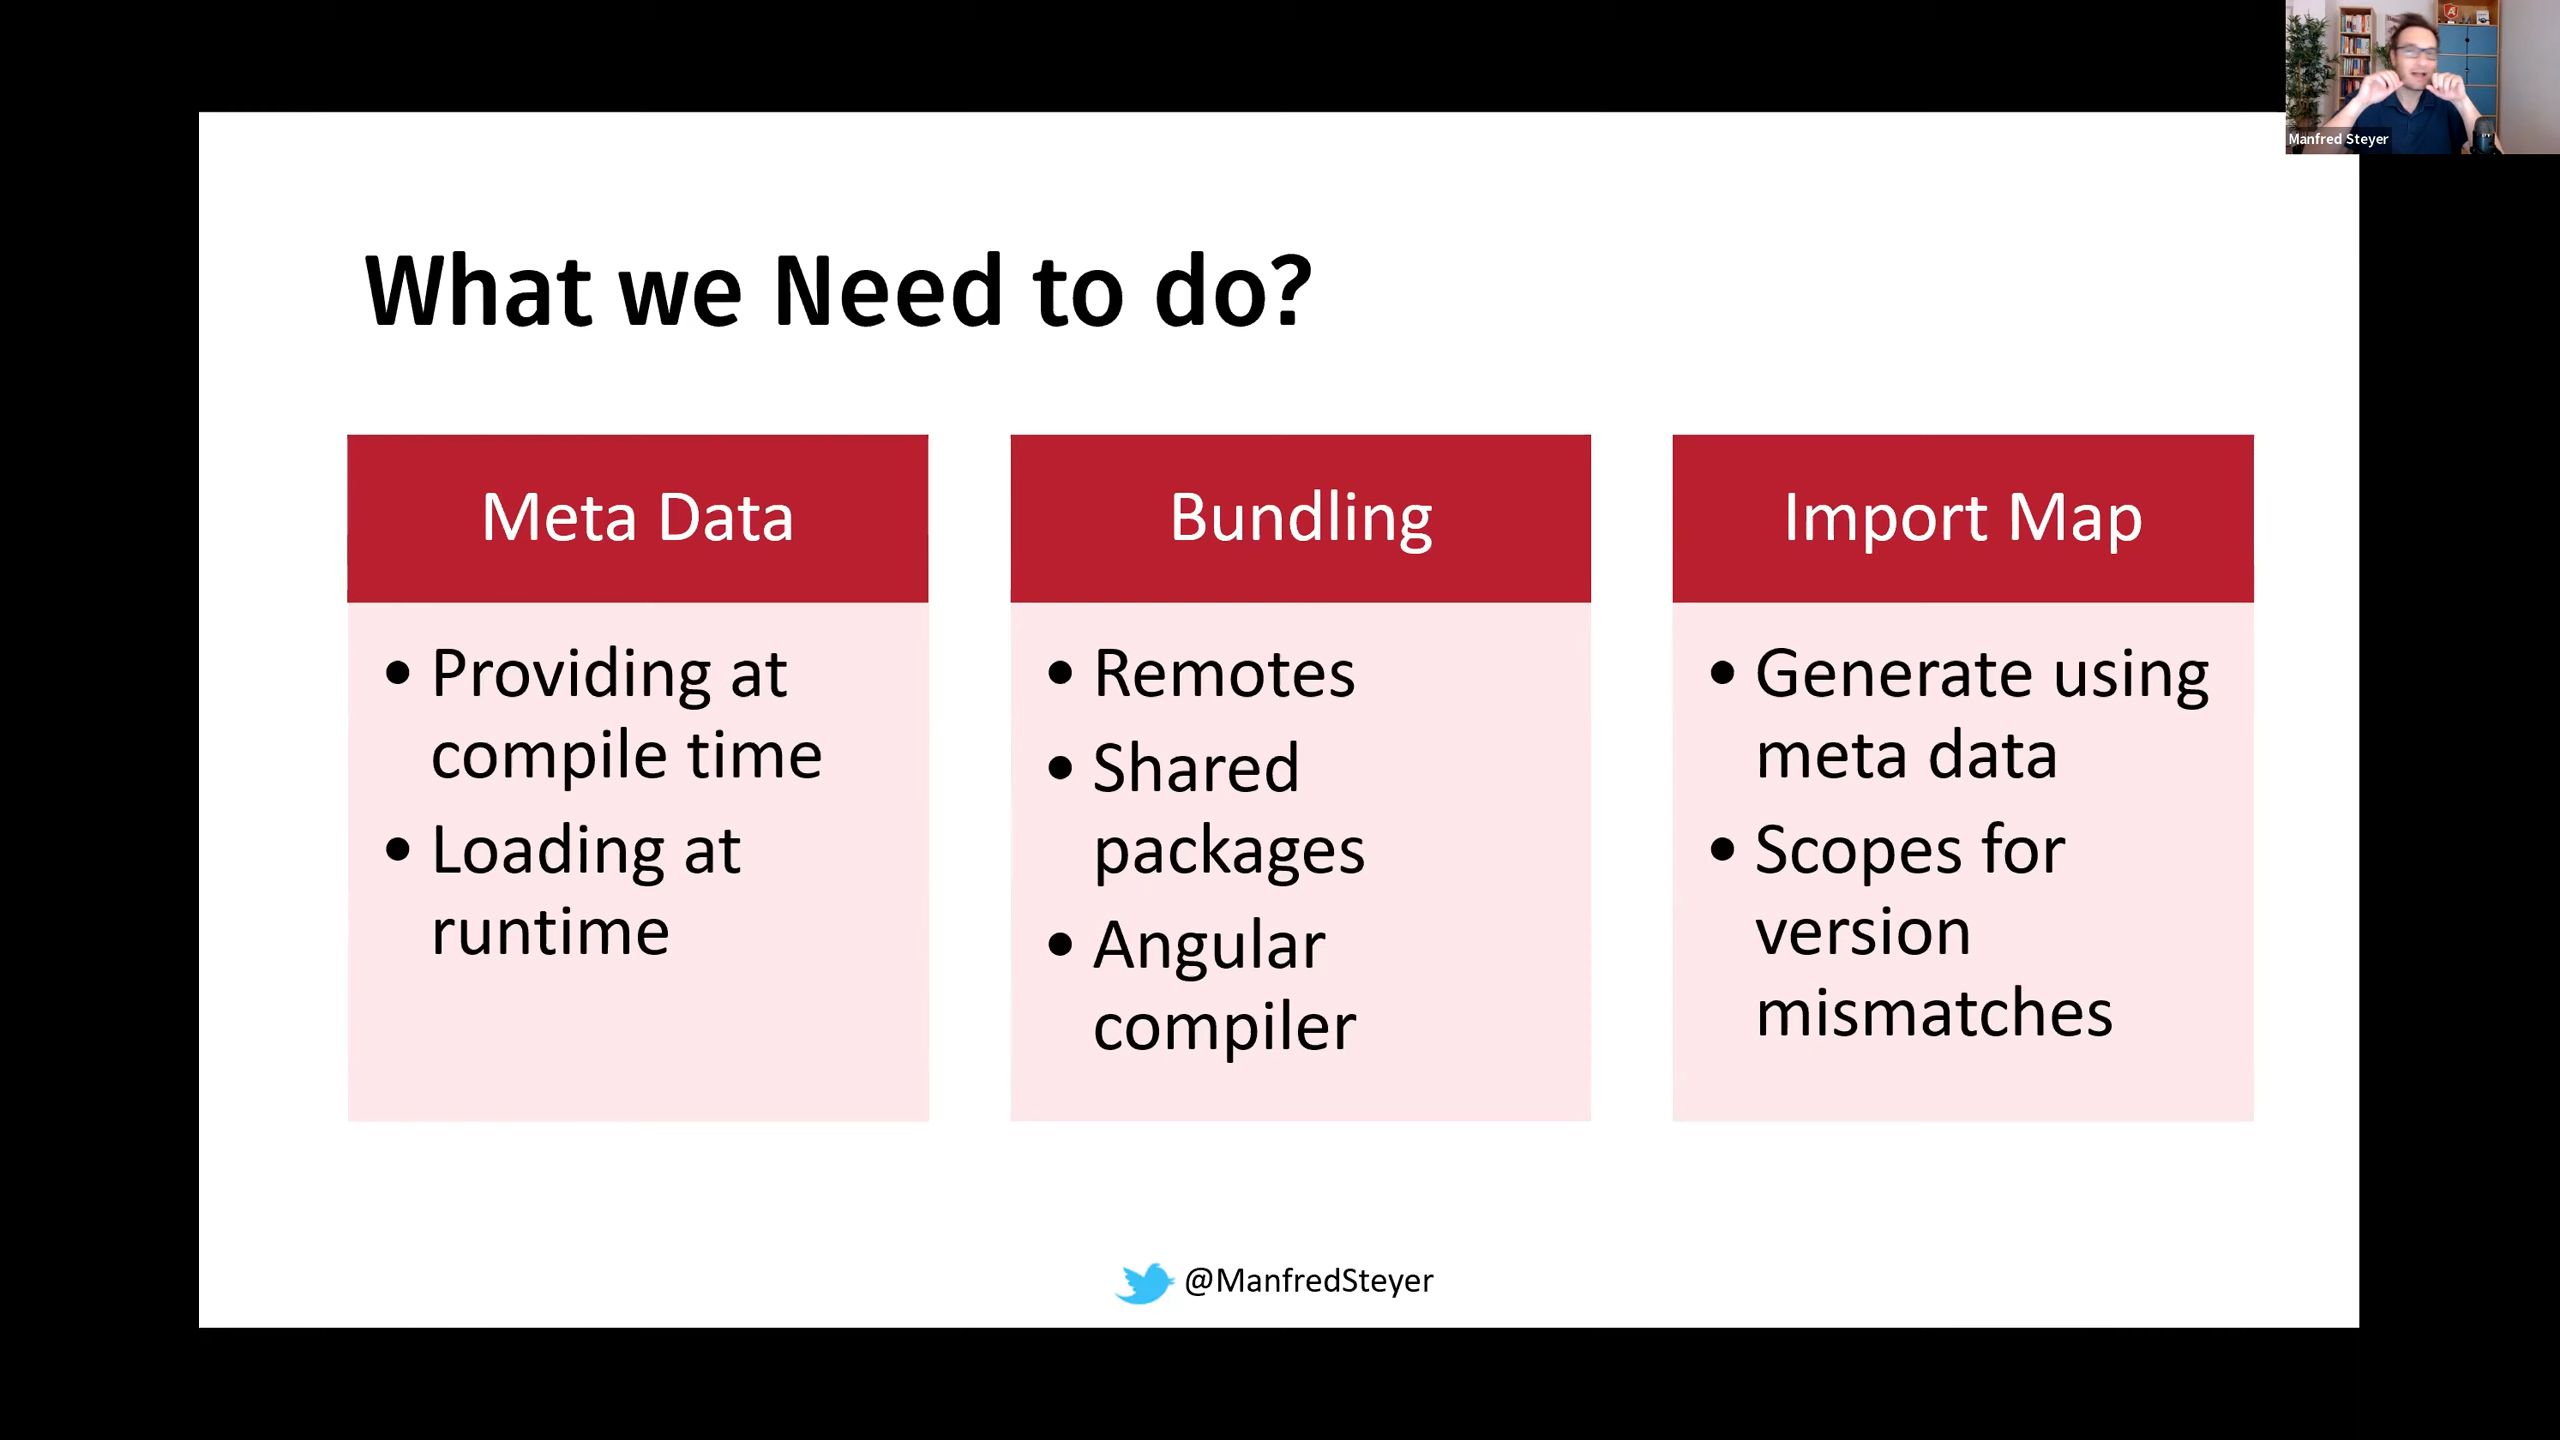 Manfred Steyer
What we Need to do?
Meta Data
• Providing at
compile time
• Loading at
runtime
Bundling
• Remotes
• Shared
packages
• Angular
compiler
Import Map
• Generate using
meta data
• Scopes for
version
mismatches
@ManfredSteyer